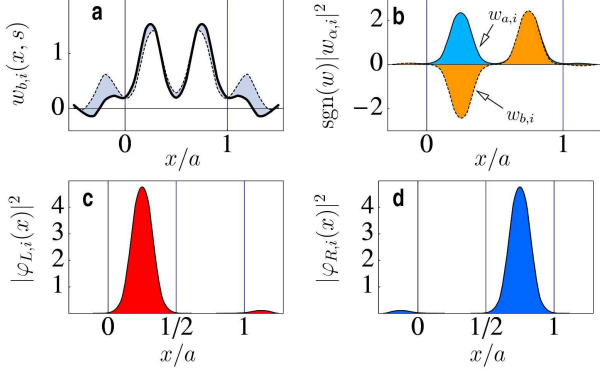 a
w_{b,i}(x, s)
1
0
0
1
x/a
b
sgn(w)|w_{α,i}|^2
w_{a,i}
w_{b,i}
2
0
−2
0
1
x/a
c
|φ_{L,i}(x)|^2
4
3
2
1
0
1/2
1
x/a
d
|φ_{R,i}(x)|^2
4
3
2
1
0
1/2
1
x/a